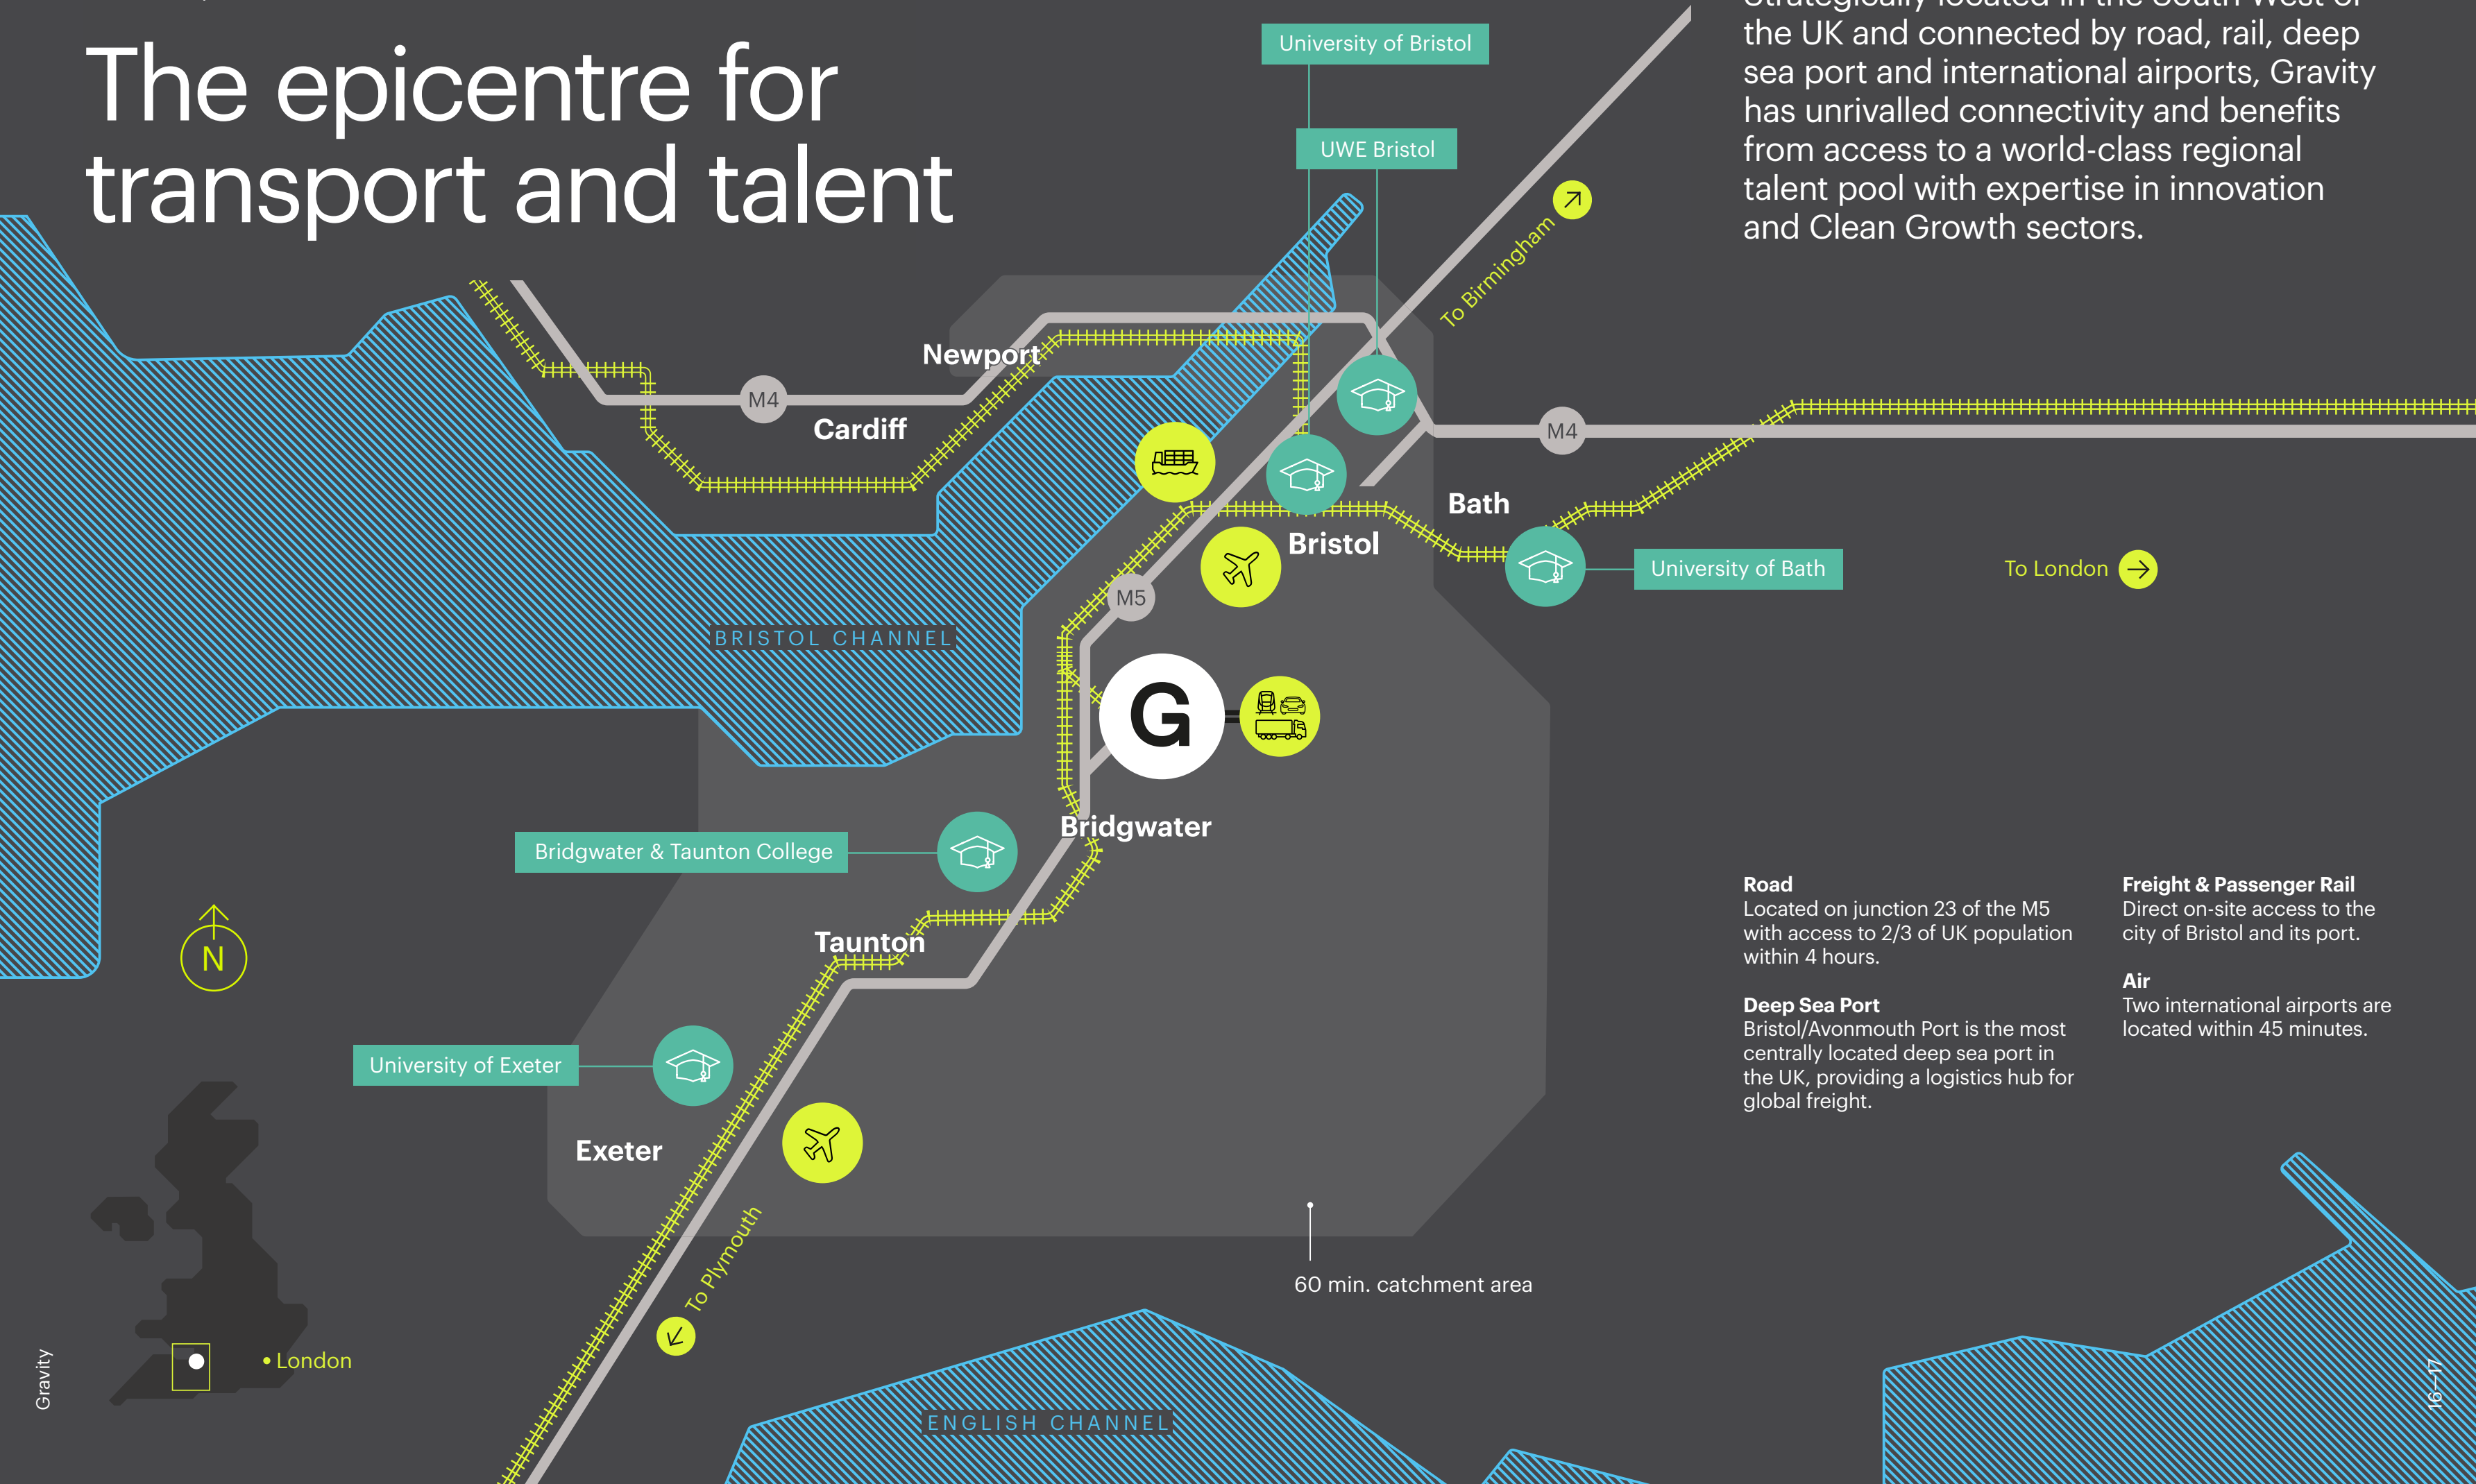 The epicentre for
transport and talent
Strategically located in the South West of
the UK and connected by road, rail, deep
sea port and international airports, Gravity
has unrivalled connectivity and benefits
from access to a world-class regional
talent pool with expertise in innovation
and Clean Growth sectors.
University of Bristol
UWE Bristol
To Birmingham
Newport
M4
Cardiff
M4
Bath
Bristol
University of Bath
To London
M5
BRISTOL CHANNEL
G
Bridgwater
Bridgwater & Taunton College
Taunton
N
University of Exeter
Exeter
To Plymouth
60 min. catchment area
Road
Located on junction 23 of the M5
with access to 2/3 of UK population
within 4 hours.
Deep Sea Port
Bristol/Avonmouth Port is the most
centrally located deep sea port in
the UK, providing a logistics hub for
global freight.
Freight & Passenger Rail
Direct on-site access to the
city of Bristol and its port.
Air
Two international airports are
located within 45 minutes.
London
ENGLISH CHANNEL
Gravity
16—17